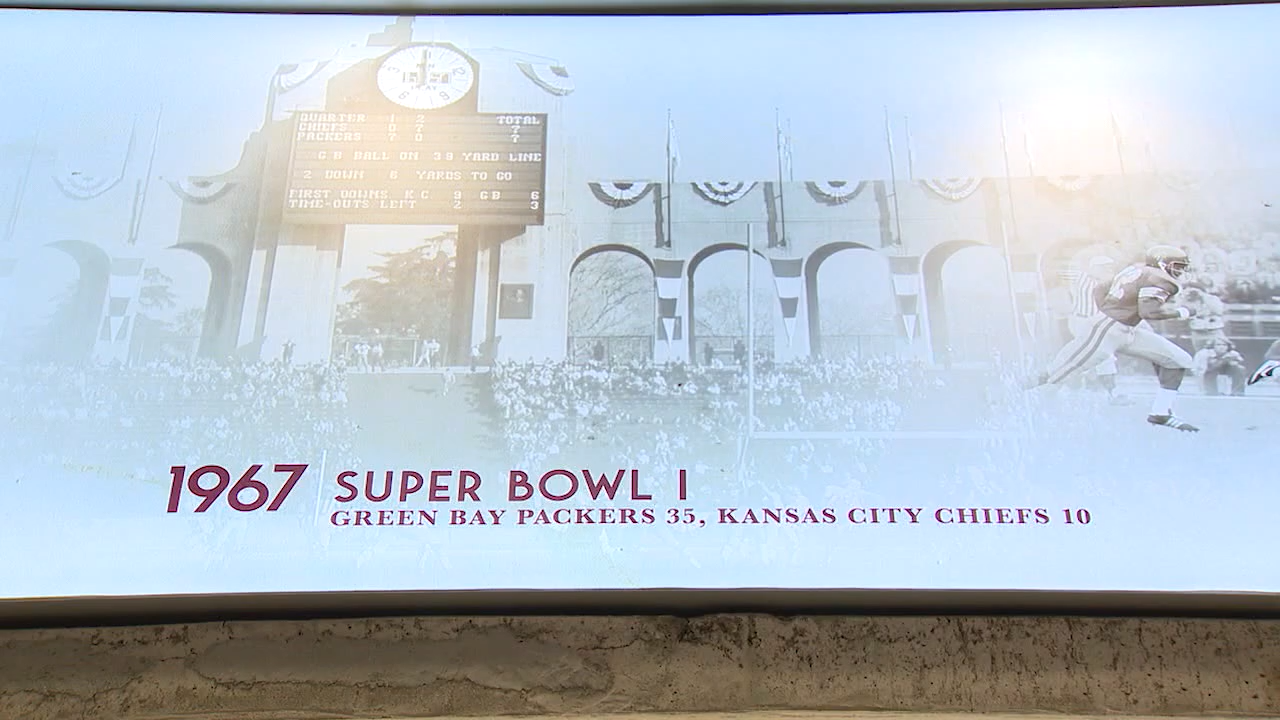 QUARTER 1 2 TOTAL
CHIEFS 0 7 7
PACKERS 7 0 7
G B BALL ON 39 YARD LINE
2 DOWN 6 YARDS TO GO
FIRST DOWNS K C 9 G B 6
TIME-OUTS LEFT 2 3
1967 SUPER BOWL I
GREEN BAY PACKERS 35, KANSAS CITY CHIEFS 10